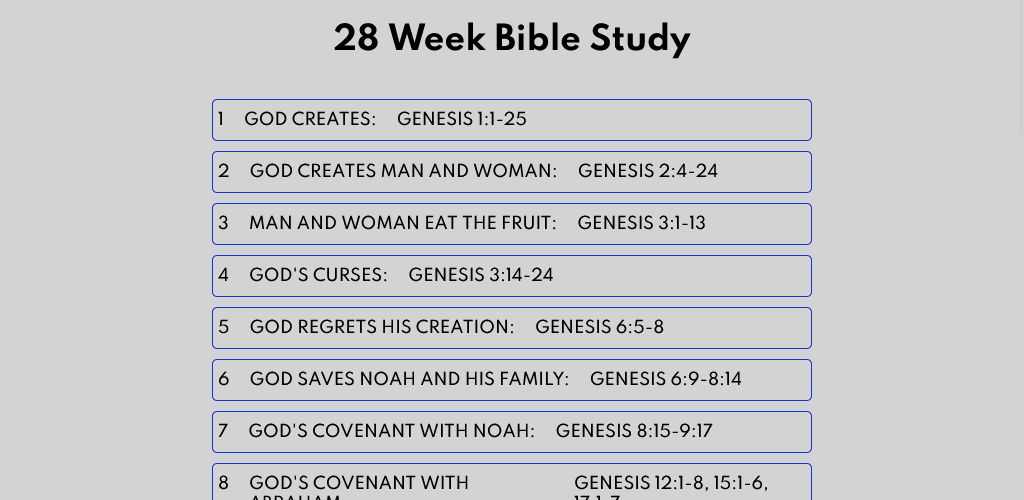 28 Week Bible Study
1 GOD CREATES: GENESIS 1:1-25
2 GOD CREATES MAN AND WOMAN: GENESIS 2:4-24
3 MAN AND WOMAN EAT THE FRUIT: GENESIS 3:1-13
4 GOD'S CURSES: GENESIS 3:14-24
5 GOD REGRETS HIS CREATION: GENESIS 6:5-8
6 GOD SAVES NOAH AND HIS FAMILY: GENESIS 6:9-8:14
7 GOD'S COVENANT WITH NOAH: GENESIS 8:15-9:17
8 GOD'S COVENANT WITH GENESIS 12:1-8, 15:1-6,